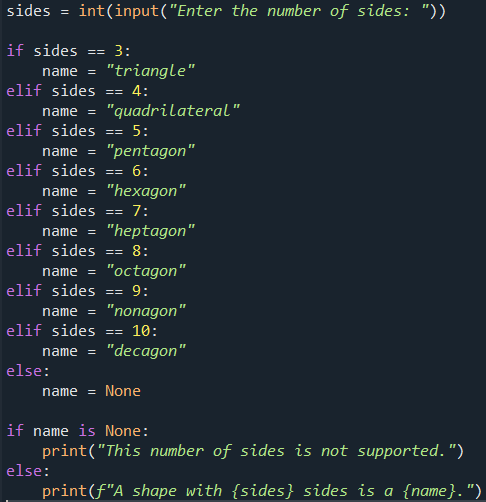 sides = int(input("Enter the number of sides: "))

if sides == 3:
    name = "triangle"
elif sides == 4:
    name = "quadrilateral"
elif sides == 5:
    name = "pentagon"
elif sides == 6:
    name = "hexagon"
elif sides == 7:
    name = "heptagon"
elif sides == 8:
    name = "octagon"
elif sides == 9:
    name = "nonagon"
elif sides == 10:
    name = "decagon"
else:
    name = None

if name is None:
    print("This number of sides is not supported.")
else:
    print(f"A shape with {sides} sides is a {name}.")